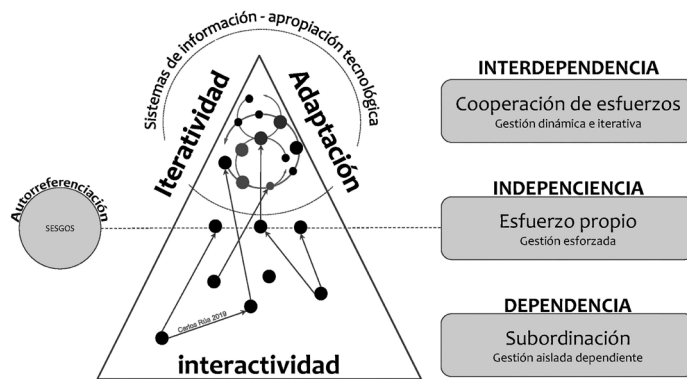 Sistemas de información - apropiación tecnológica
Iteratividad
Adaptación
INTERDEPENDENCIA
Cooperación de esfuerzos
Gestión dinámica e iterativa
Autorreferenciación
SESGOS
INDEPENCIENCIA
Esfuerzo propio
Gestión esforzada
Carlos Rúa 2019
DEPENDENCIA
Subordinación
Gestión aislada dependiente
interactividad